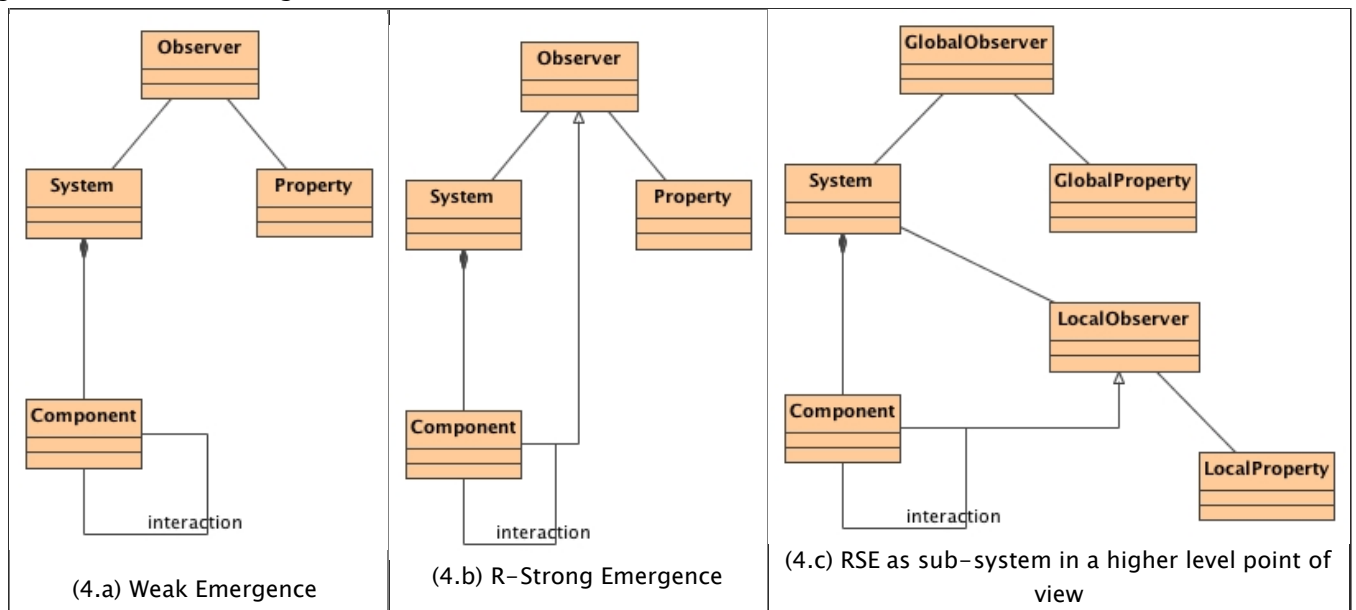 Observer
System
Property
Component
interaction
(4.a) Weak Emergence
Observer
System
Property
Component
interaction
(4.b) R-Strong Emergence
GlobalObserver
System
GlobalProperty
LocalObserver
Component
LocalProperty
interaction
(4.c) RSE as sub-system in a higher level point of
view